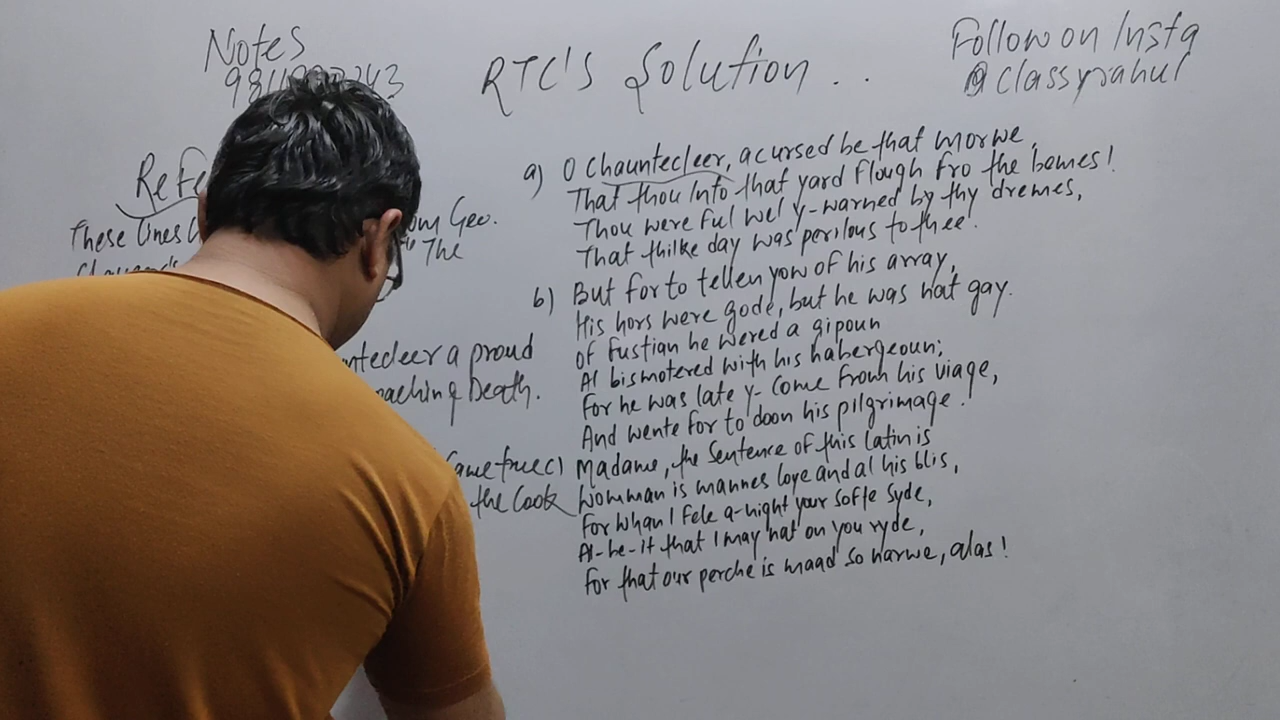 Notes
RTC'S Solution ..
Follow on Insta
@classyrahul
Refe
These lines
om Geo.
The
a) O Chauntecleer, acursed be that morwe,
That thou Into that yard flough fro the bemes!
Thou were ful wel y-warned by thy dremes,
That thilke day was perilous to thee!
b) But for to tellen yow of his array,
His hors were gode, but he was nat gay.
of fustian he wered a gipoun
Al bismotered with his habergeoun;
For he was late y-come from his viage,
And wente for to doon his pilgrimage.
ntecleer a proud
oaching Death.
came true
the Cock
c) Madame, the sentence of this latin is
Womman is mannes Ioye and al his blis,
For whan I fele a-night your softe syde,
Al-be-it that I may nat on you ryde,
For that our perche is maad so narwe, alas!